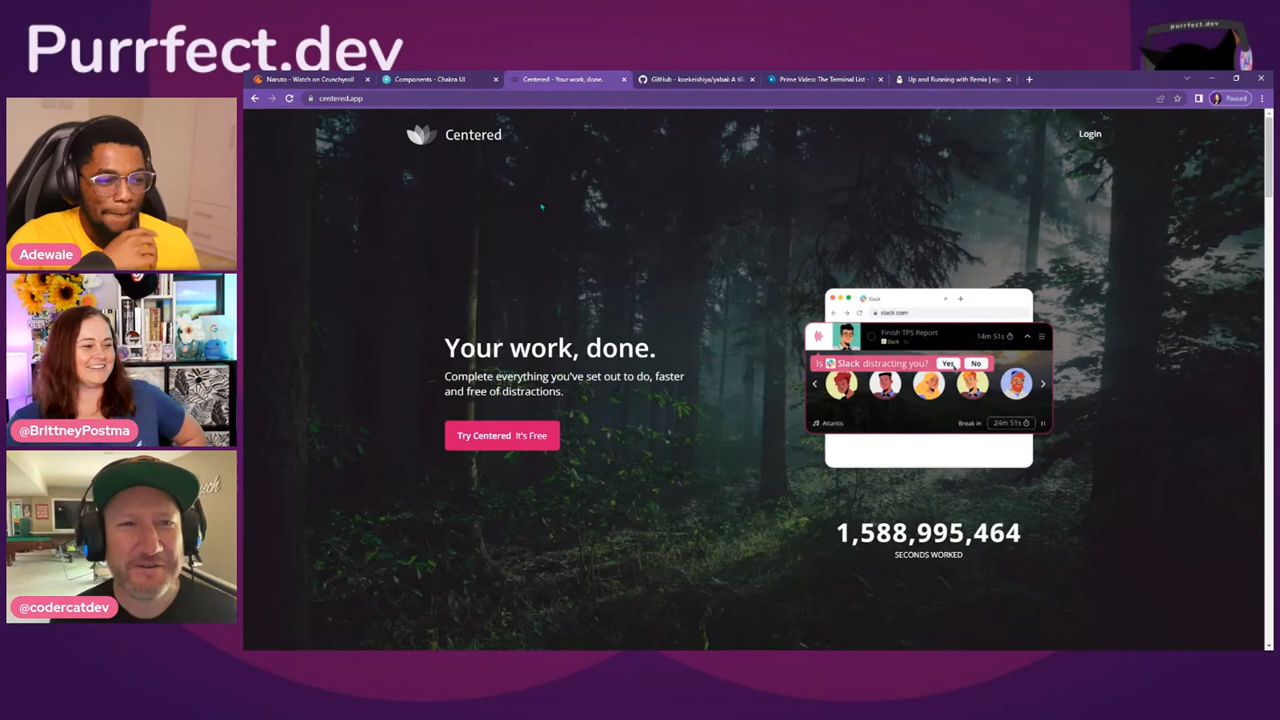 Purrfect.dev
purrfect.dev
Naruto - Watch on Crunchyroll
Components - Chakra UI
Centered - Your work, done.
GitHub - koekeishiya/yabai: A til
Prime Video: The Terminal List -
Up and Running with Remix | eg
centered.app
Paused
Centered
Login
Your work, done.
Complete everything you've set out to do, faster
and free of distractions.
Try Centered It's Free
Slack
slack.com
Finish TPS Report
Slack
14m 51s
Is Slack distracting you? Yes No
Atlantis
Break in 24m 51s
1,588,995,464
SECONDS WORKED
Adewale
@BrittneyPostma
@codercatdev